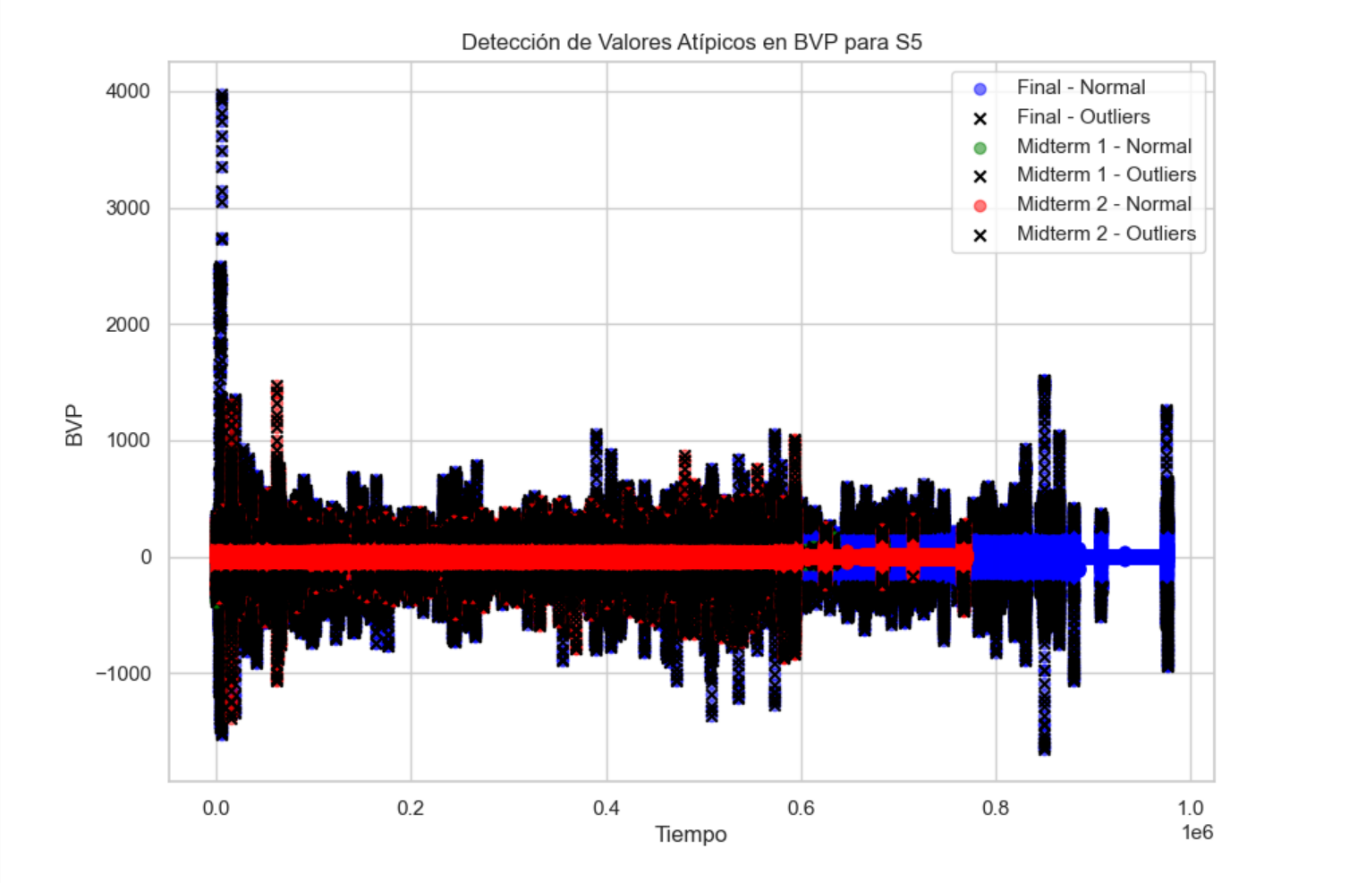 Detección de Valores Atípicos en BVP para S5
4000
3000
2000
1000
0
−1000
BVP
Final - Normal
Final - Outliers
Midterm 1 - Normal
Midterm 1 - Outliers
Midterm 2 - Normal
Midterm 2 - Outliers
0.0 0.2 0.4 0.6 0.8 1.0
1e6
Tiempo